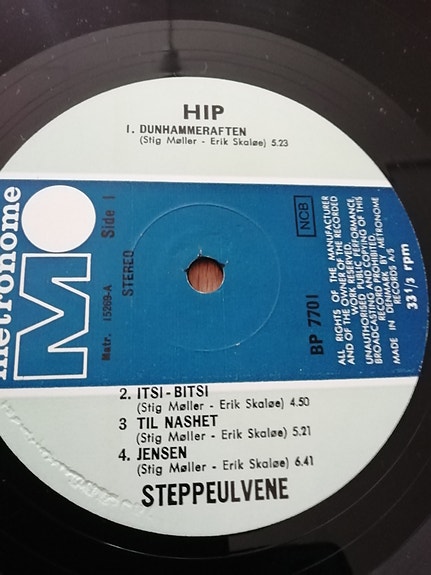 HIP
1. DUNHAMMERAFTEN
(Stig Møller - Erik Skaløe) 5.23
metronome
M
Matr. 15269-A Side 1
STEREO
NCB
BP 7701
ALL RIGHTS OF THE MANUFACTURER
AND OF THE OWNER OF THE RECORDED
WORK RESERVED.
UNAUTHORISED PUBLIC PERFORMANCE,
BROADCASTING AND COPYING OF THIS
RECORD PROHIBITED.
MADE IN DENMARK BY METRONOME
RECORDS A/S
33 1/3 rpm
2. ITSI - BITSI
(Stig Møller - Erik Skaløe) 4.50
3 TIL NASHET
(Stig Møller - Erik Skaløe) 5.21
4. JENSEN
(Stig Møller - Erik Skaløe) 6.41
STEPPEULVENE